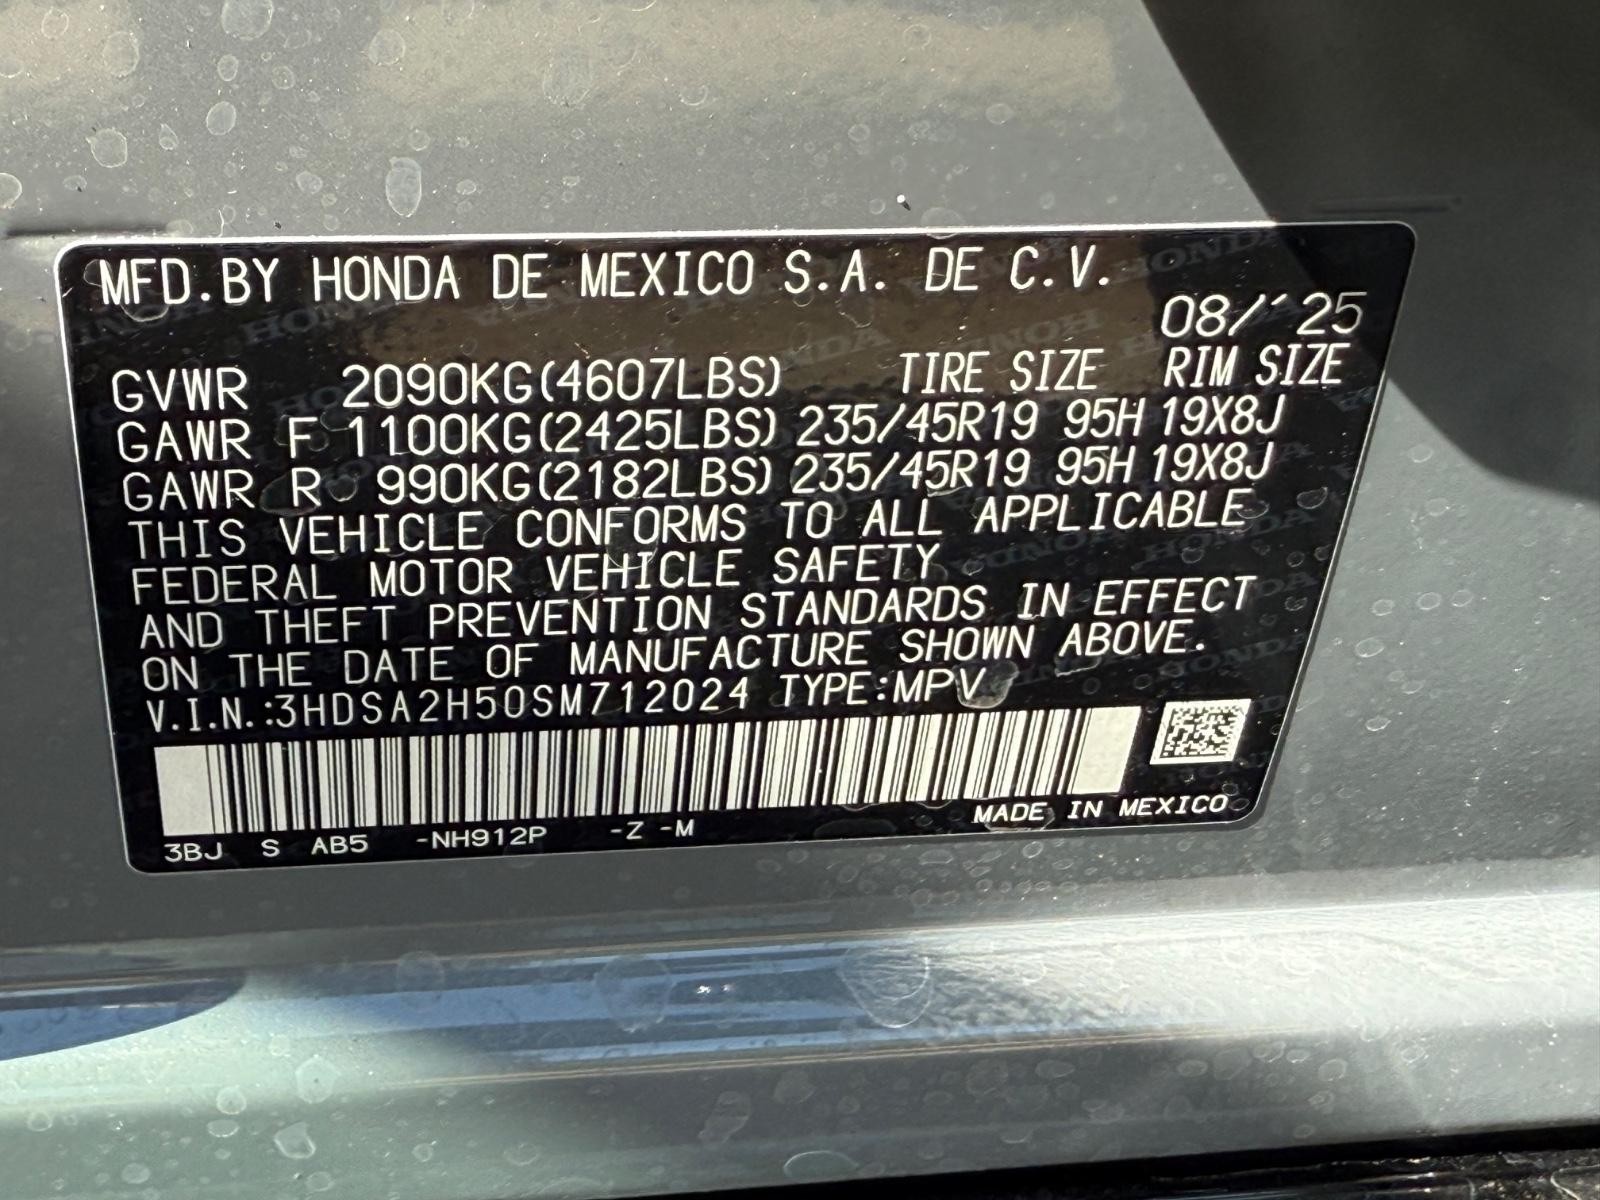 MFD.BY HONDA DE MEXICO S.A. DE C.V.
08/'25
GVWR 2090KG(4607LBS) TIRE SIZE RIM SIZE
GAWR F 1100KG(2425LBS) 235/45R19 95H 19X8J
GAWR R 990KG(2182LBS) 235/45R19 95H 19X8J
THIS VEHICLE CONFORMS TO ALL APPLICABLE
FEDERAL MOTOR VEHICLE SAFETY
AND THEFT PREVENTION STANDARDS IN EFFECT
ON THE DATE OF MANUFACTURE SHOWN ABOVE.
V.I.N.:3HDSA2H50SM712024 TYPE:MPV
MADE IN MEXICO
3BJ S AB5 -NH912P -Z -M